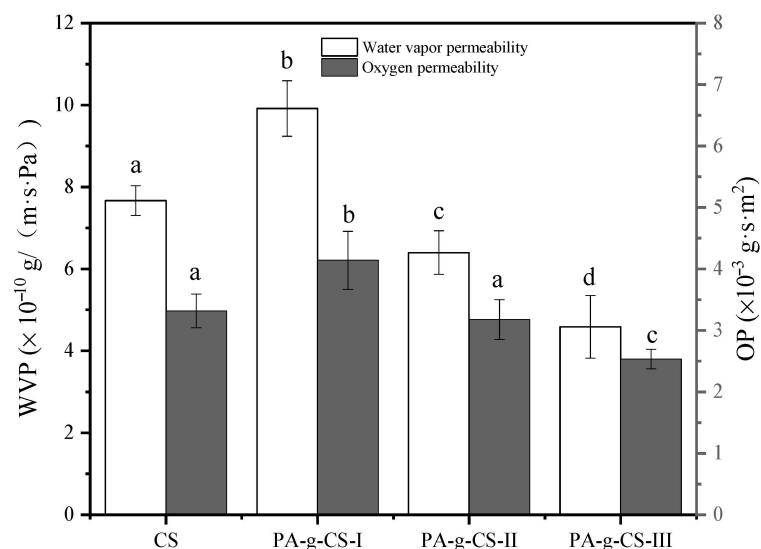 Water vapor permeability
Oxygen permeability
WVP (×10⁻¹⁰ g/（m·s·Pa）)
12
10
8
6
4
2
0
OP (×10⁻³ g·s·m²)
8
7
6
5
4
3
2
1
0
a
a
b
b
c
a
d
c
CS
PA-g-CS-I
PA-g-CS-II
PA-g-CS-III